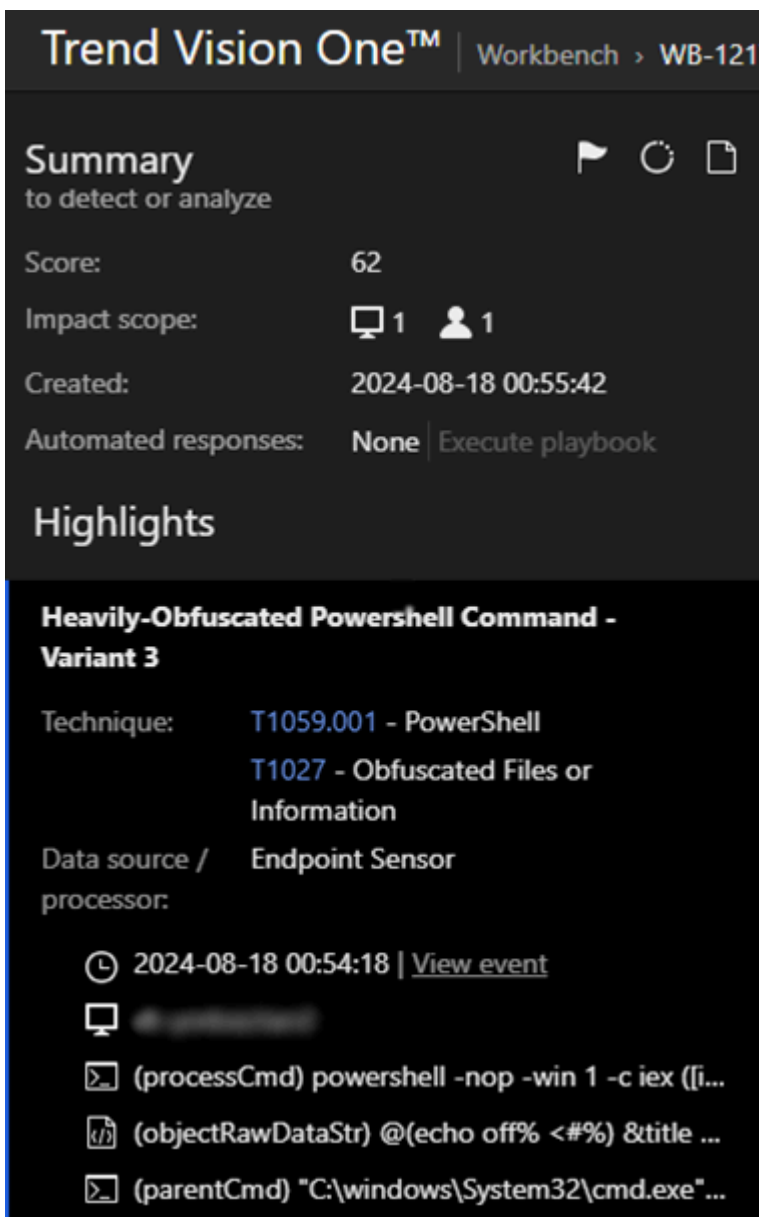 Trend Vision One™ | Workbench > WB-121
Summary
to detect or analyze
Score: 62
Impact scope: 1 1
Created: 2024-08-18 00:55:42
Automated responses: None | Execute playbook
Highlights
Heavily-Obfuscated Powershell Command -
Variant 3
Technique: T1059.001 - PowerShell
T1027 - Obfuscated Files or
Information
Data source / Endpoint Sensor
processor:
2024-08-18 00:54:18 | View event
(processCmd) powershell -nop -win 1 -c iex ([i...
(objectRawDataStr) @(echo off% <#%) &title ...
(parentCmd) "C:\windows\System32\cmd.exe"...